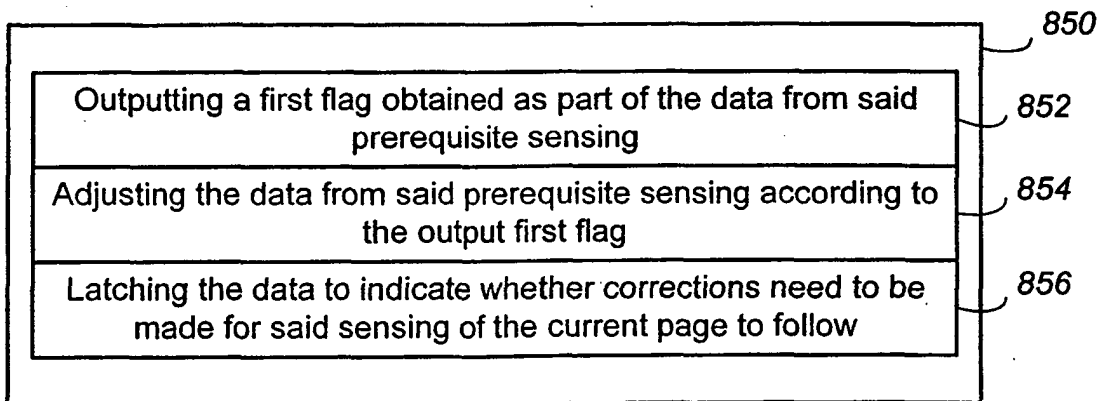 850
Outputting a first flag obtained as part of the data from said
prerequisite sensing
852
Adjusting the data from said prerequisite sensing according to
the output first flag
854
Latching the data to indicate whether corrections need to be
made for said sensing of the current page to follow
856